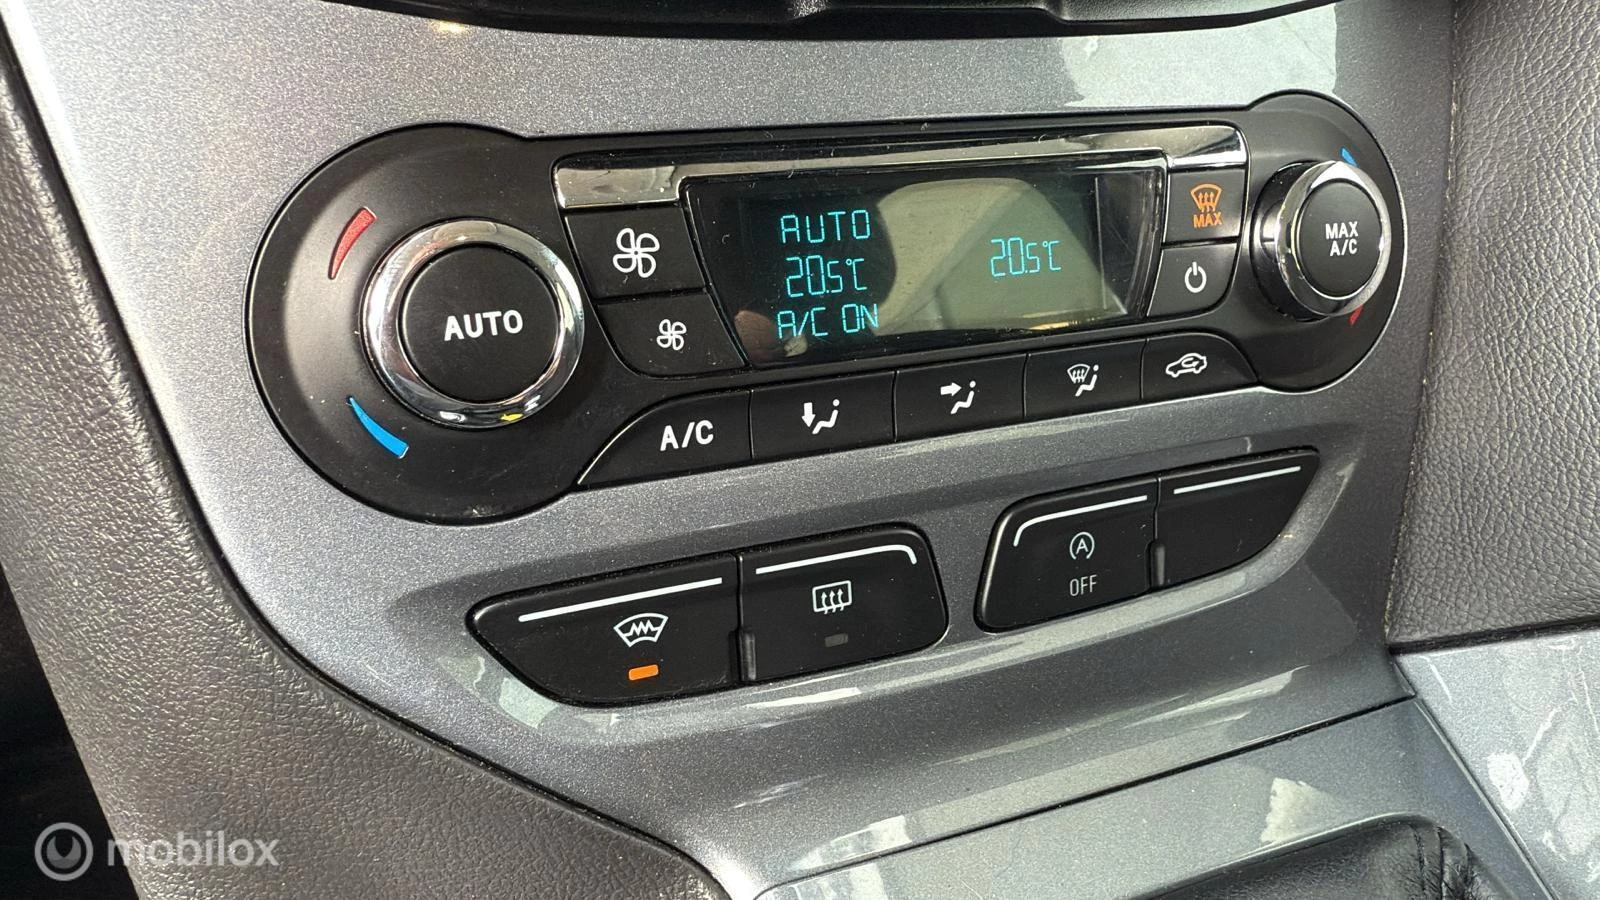 AUTO
AUTO
20.5°C
A/C ON
20.5°C
MAX
MAX
A/C
A/C
A
OFF
mobilox